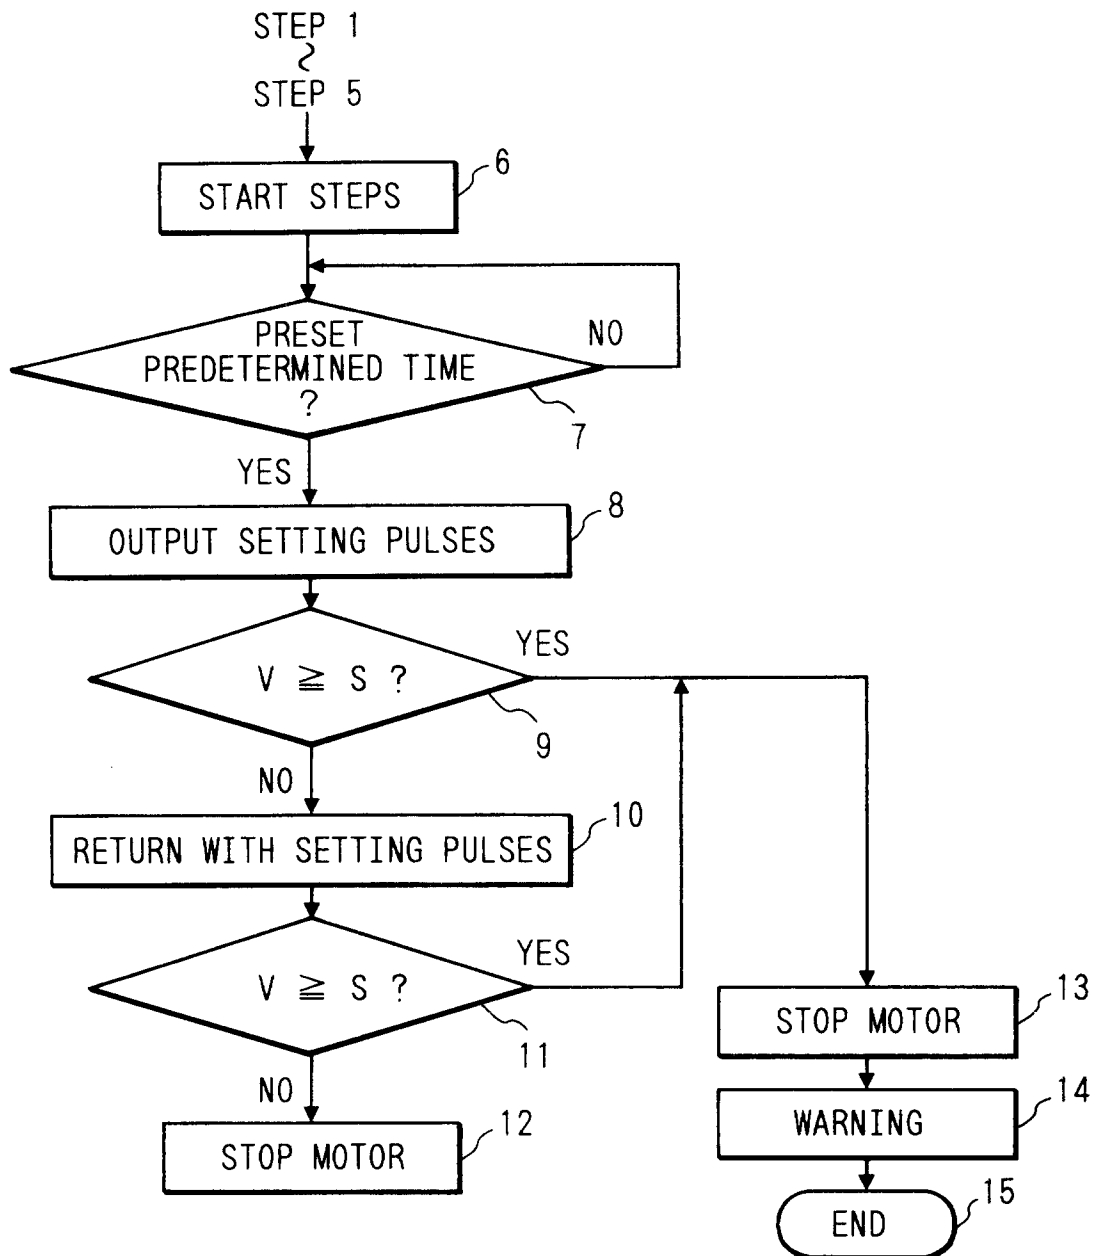 STEP 1
~
STEP 5
START STEPS
6
PRESET
PREDETERMINED TIME
?
NO
7
YES
OUTPUT SETTING PULSES
8
V ≧ S ?
YES
9
NO
RETURN WITH SETTING PULSES
10
V ≧ S ?
YES
11
NO
STOP MOTOR
12
STOP MOTOR
13
WARNING
14
END
15